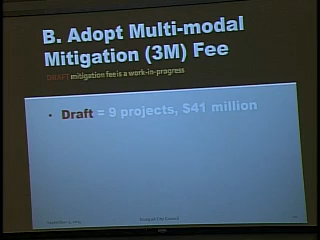 B. Adopt Multi-modal
Mitigation (3M) Fee
DRAFT mitigation fee is a work-in-progress
• Draft = 9 projects, $41 million